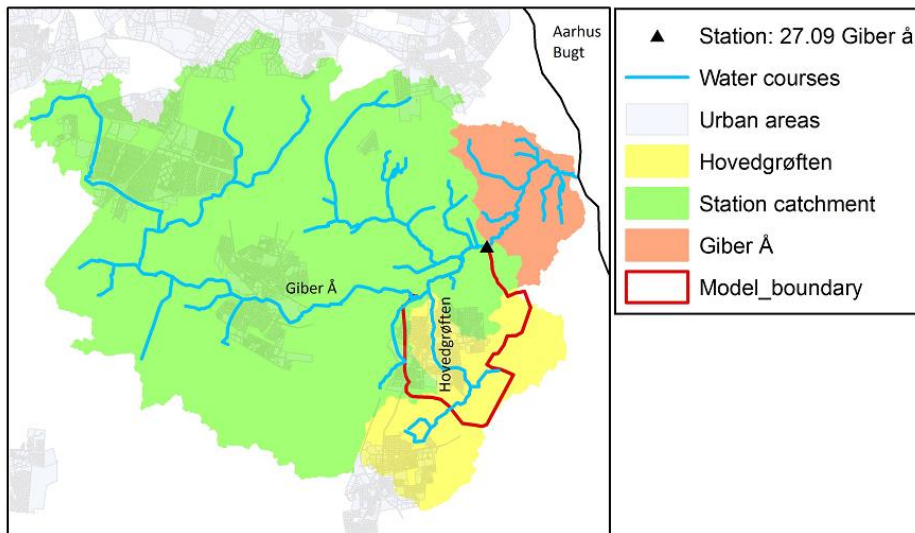 Aarhus
Bugt
Giber Å
Hovedgrøften
Station: 27.09 Giber å
Water courses
Urban areas
Hovedgrøften
Station catchment
Giber Å
Model_boundary